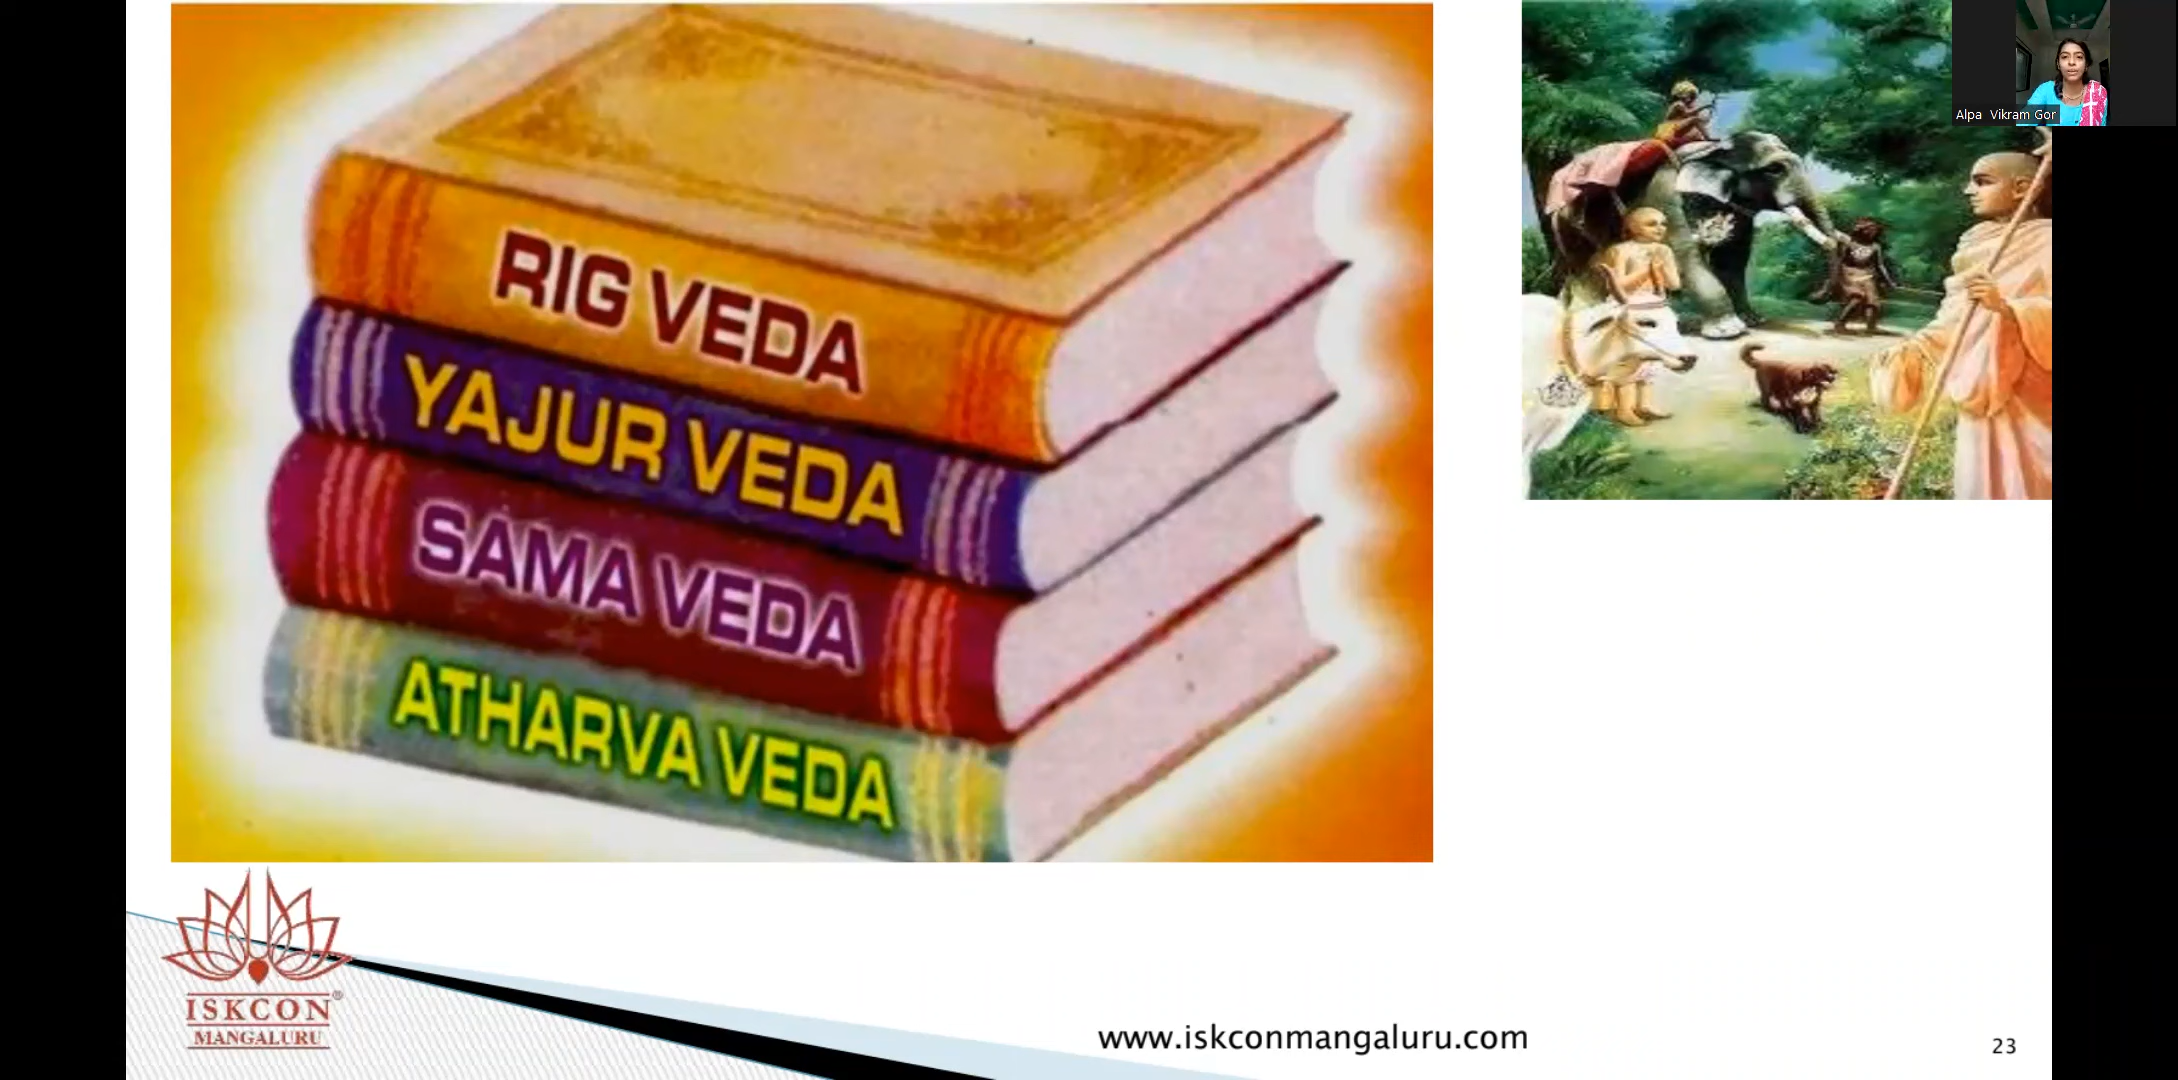 RIG VEDA
YAJUR VEDA
SAMA VEDA
ATHARVA VEDA
Alpa Vikram Gor
ISKCON®
MANGALURU
www.iskconmangaluru.com
23